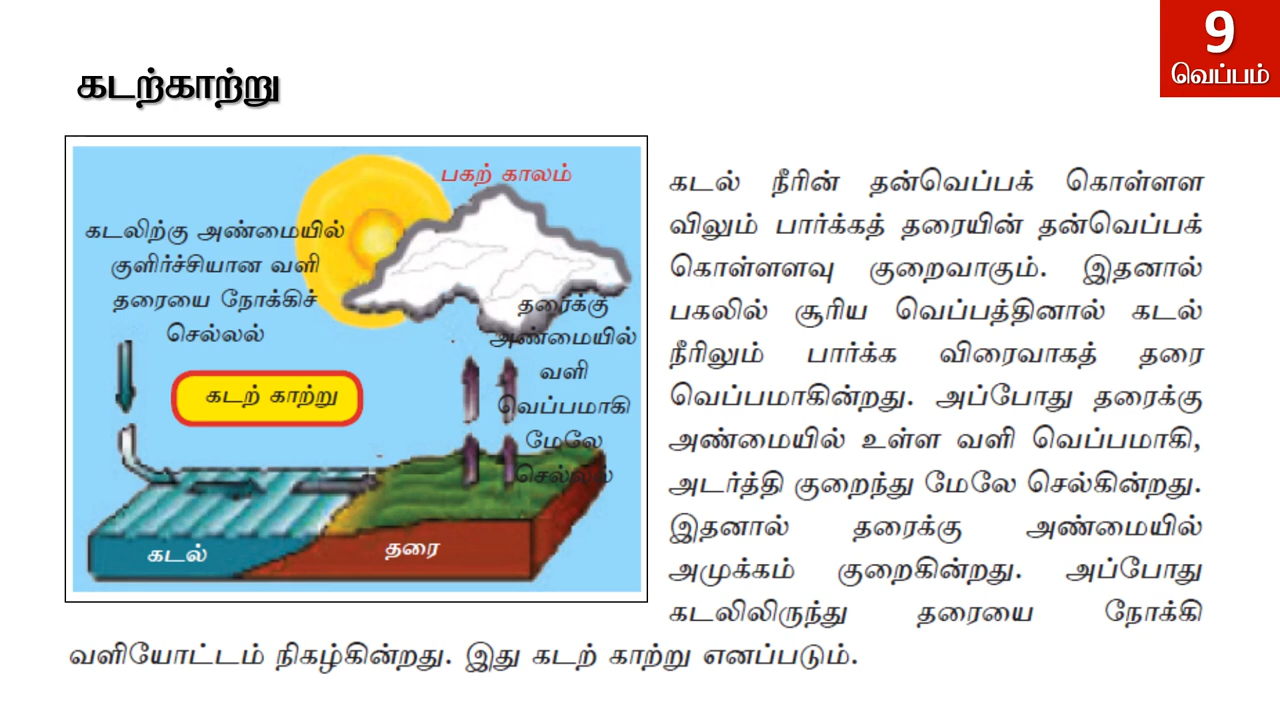 9
வெப்பம்
கடற்காற்று
பகற் காலம்
கடலிற்கு அண்மையில்
குளிர்ச்சியான வளி
தரையை நோக்கிச்
செல்லல்
தரைக்கு
அண்மையில்
வளி
வெப்பமாகி
மேலே
செல்லல்
கடற் காற்று
கடல்
தரை
கடல் நீரின் தன்வெப்பக் கொள்ளள
விலும் பார்க்கத் தரையின் தன்வெப்பக்
கொள்ளளவு குறைவாகும். இதனால்
பகலில் சூரிய வெப்பத்தினால் கடல்
நீரிலும் பார்க்க விரைவாகத் தரை
வெப்பமாகின்றது. அப்போது தரைக்கு
அண்மையில் உள்ள வளி வெப்பமாகி,
அடர்த்தி குறைந்து மேலே செல்கின்றது.
இதனால் தரைக்கு அண்மையில்
அமுக்கம் குறைகின்றது. அப்போது
கடலிலிருந்து தரையை நோக்கி
வளியோட்டம் நிகழ்கின்றது. இது கடற் காற்று எனப்படும்.